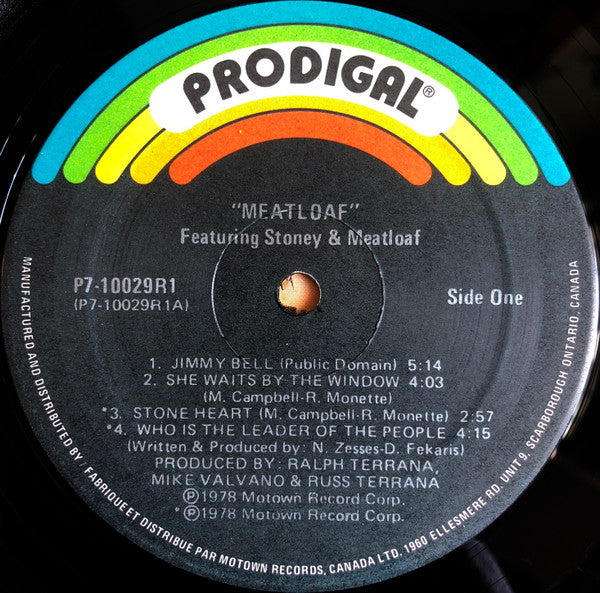 PRODIGAL®
"MEATLOAF"
Featuring Stoney & Meatloaf
P7-10029R1
(P7-10029R1A)
Side One
1. JIMMY BELL (Public Domain) 5:14
2. SHE WAITS BY THE WINDOW 4:03
(M. Campbell-R. Monette)
*3. STONE HEART (M. Campbell-R. Monette) 2:57
*4. WHO IS THE LEADER OF THE PEOPLE 4:15
(Written & Produced by: N. Zesses-D. Fekaris)
PRODUCED BY: RALPH TERRANA,
MIKE VALVANO & RUSS TERRANA
℗1978 Motown Record Corp.
*℗1978 Motown Record Corp.
MANUFACTURED AND DISTRIBUTED BY / FABRIQUE ET DISTRIBUE PAR MOTOWN RECORDS, CANADA LTD. 1960 ELLESMERE RD. UNIT 9, SCARBOROUGH ONTARIO, CANADA